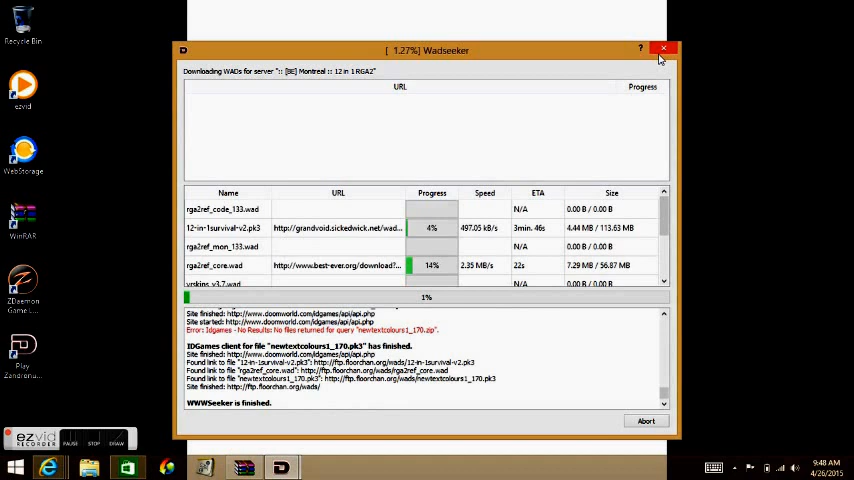 Recycle Bin
ezvid
WebStorage
WinRAR
ZDaemon
Game L...
Play
Zandronu...
[ 1.27%] Wadseeker
?
Downloading WADs for server ":: [BE] Montreal :: 12 in 1 RGA2"
URL Progress
Name URL Progress Speed ETA Size
rga2ref_code_133.wad N/A 0.00 B / 0.00 B
12-in-1survival-v2.pk3 http://grandvoid.sickedwick.net/wad... 4% 497.05 kB/s 3min. 46s 4.44 MB / 113.63 MB
rga2ref_mon_133.wad N/A 0.00 B / 0.00 B
rga2ref_core.wad http://www.best-ever.org/download?... 14% 2.35 MB/s 22s 7.29 MB / 56.87 MB
vrskins_v3.7.wad N/A 0.00 B / 0.00 B
1%
Site finished: http://www.doomworld.com/idgames/api/api.php
Site started: http://www.doomworld.com/idgames/api/api.php
Error: Idgames - No Results: No files returned for query "newtextcolours1_170.zip".
IDGames client for file "newtextcolours1_170.pk3" has finished.
Site finished: http://www.doomworld.com/idgames/api/api.php
Found link to file "12-in-1survival-v2.pk3": http://ftp.floorchan.org/wads/12-in-1survival-v2.pk3
Found link to file "rga2ref_core.wad": http://ftp.floorchan.org/wads/rga2ref_core.wad
Found link to file "newtextcolours1_170.pk3": http://ftp.floorchan.org/wads/newtextcolours1_170.pk3
Site finished: http://ftp.floorchan.org/wads/
WWWSeeker is finished.
Abort
ezvid
RECORDER
PAUSE STOP DRAW
9:48 AM
4/26/2015